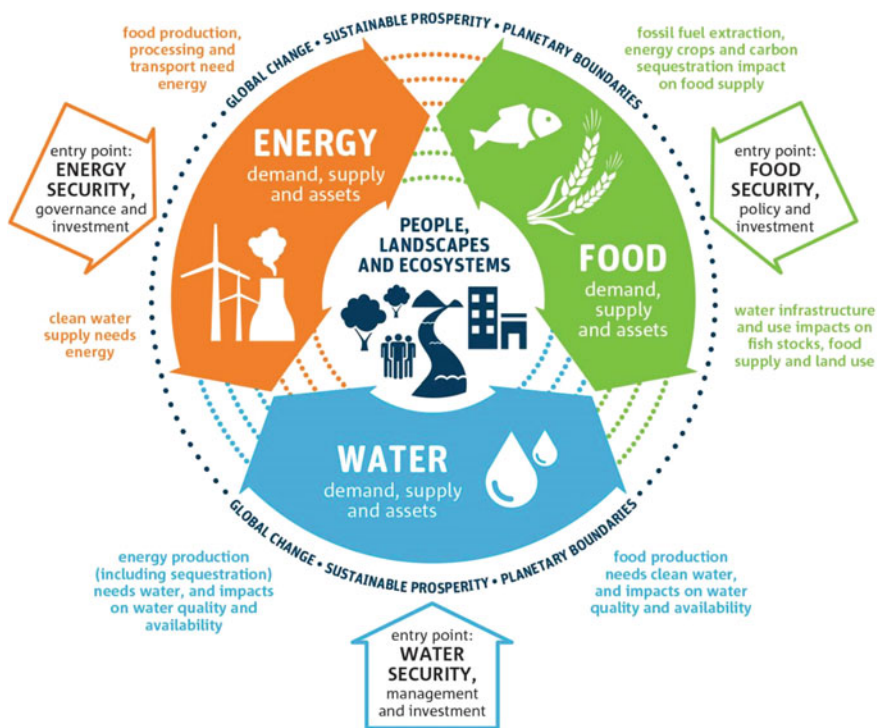 GLOBAL CHANGE • SUSTAINABLE PROSPERITY • PLANETARY BOUNDARIES
food production,
processing and
transport need
energy
fossil fuel extraction,
energy crops and carbon
sequestration impact
on food supply
entry point:
ENERGY
SECURITY,
governance and
investment
ENERGY
demand, supply
and assets
entry point:
FOOD
SECURITY,
policy and
investment
PEOPLE,
LANDSCAPES
AND ECOSYSTEMS
FOOD
demand,
supply
and assets
clean water
supply needs
energy
water infrastructure
and use impacts on
fish stocks, food
supply and land use
WATER
demand, supply
and assets
GLOBAL CHANGE • SUSTAINABLE PROSPERITY • PLANETARY BOUNDARIES
energy production
(including sequestration)
needs water, and impacts
on water quality and
availability
food production
needs clean water,
and impacts on water
quality and availability
entry point:
WATER
SECURITY,
management
and investment